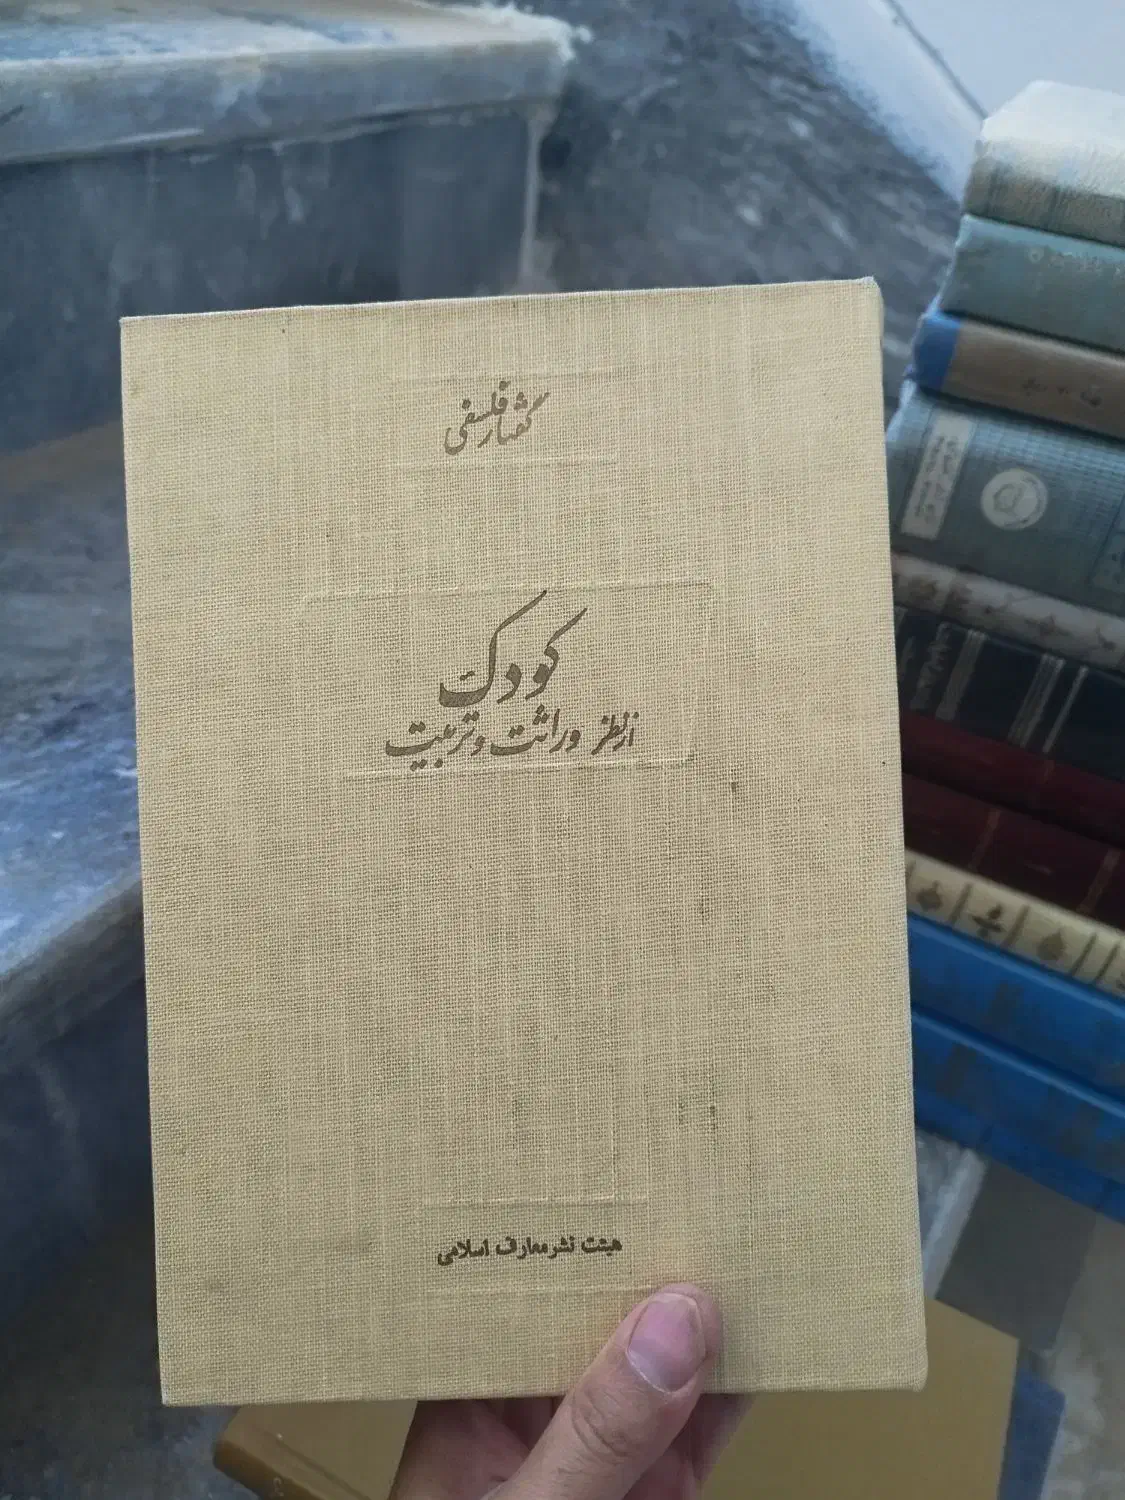 گفتار فلسفی
کودک
از نظر وراثت و تربیت
هیئت نشر معارف اسلامی